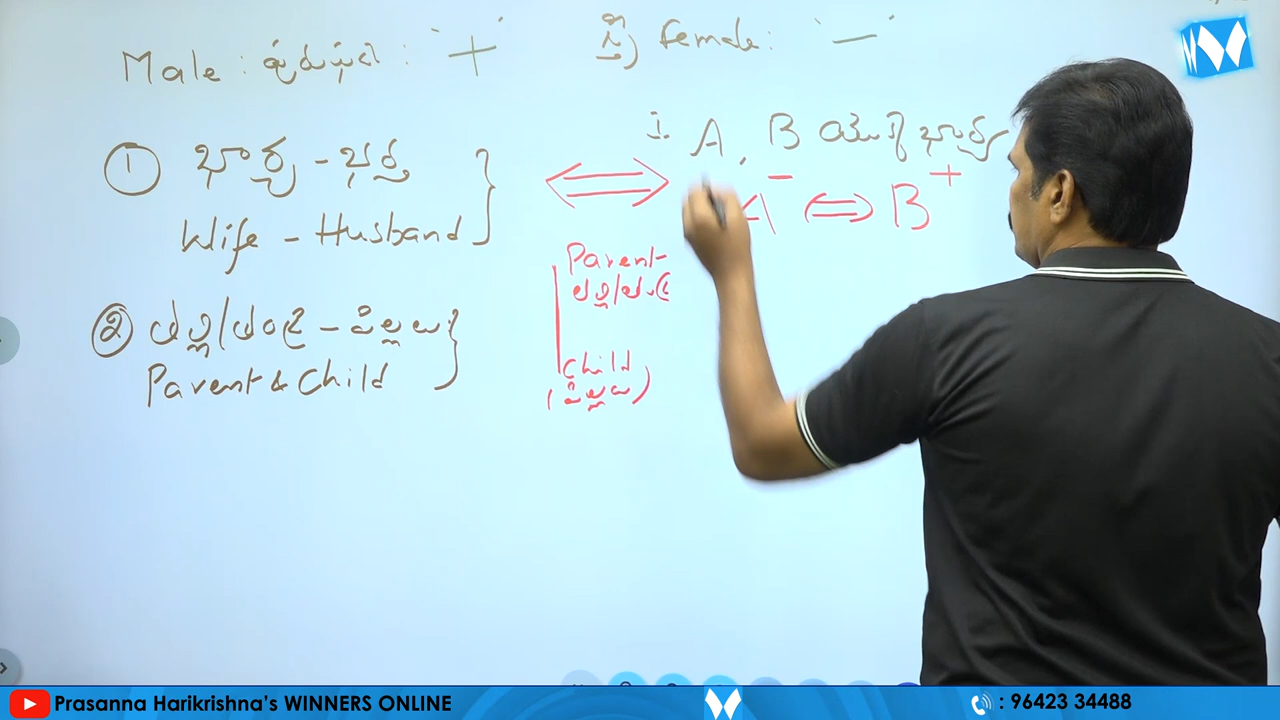 Male : పురుషుడు : '+' స్త్రీ) female : '—'
① భార్య - భర్త
Wife - Husband
② తల్లి/తండ్రి - పిల్లలు
Parent & Child
i. A, B యొక్క భార్య
A⁻ ⇔ B⁺
Parent
తల్లి/తండ్రి
Child
(పిల్లలు)
W
Prasanna Harikrishna's WINNERS ONLINE
: 96423 34488